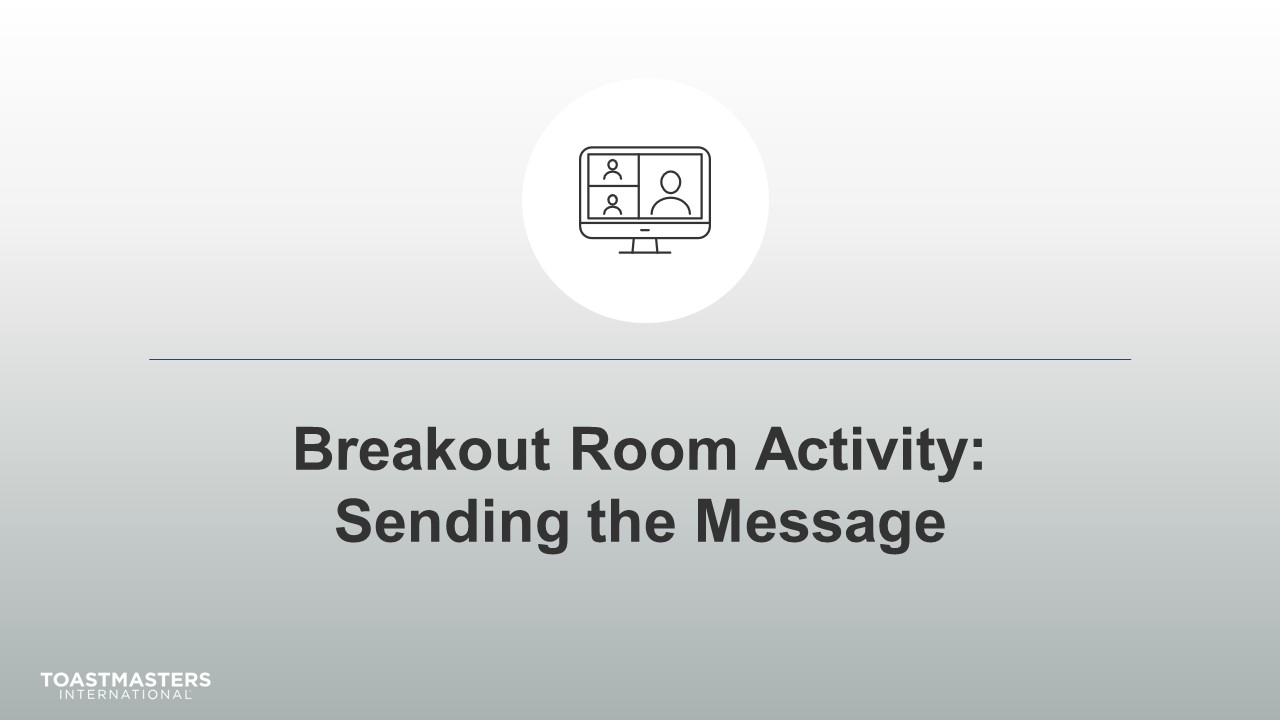 Breakout Room Activity:
Sending the Message
TOASTMASTERS
INTERNATIONAL